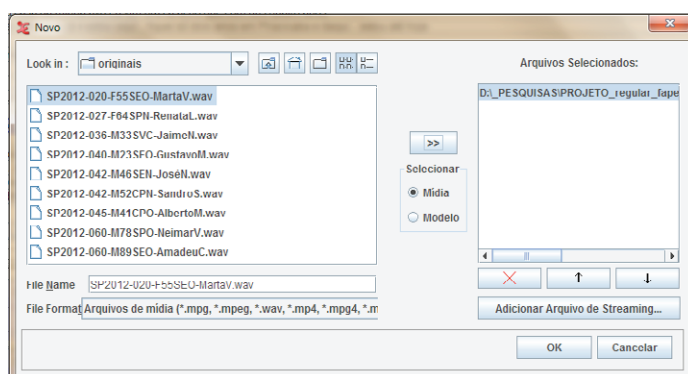 Novo
Look in : originais
SP2012-020-F55SEO-MartaV.wav
SP2012-027-F64SPN-RenataL.wav
SP2012-036-M33SVC-JaimeN.wav
SP2012-040-M23SEO-GustavoM.wav
SP2012-042-M46SEN-JoséN.wav
SP2012-042-M52CPN-SandroS.wav
SP2012-045-M41CPO-AlbertoM.wav
SP2012-060-M78SPO-NeimarV.wav
SP2012-060-M89SEO-AmadeuC.wav
File Name SP2012-020-F55SEO-MartaV.wav
File Format Arquivos de mídia (*.mpg, *.mpeg, *.wav, *.mp4, *.mpg4, *.m
>>
Selecionar
Mídia
Modelo
Arquivos Selecionados:
D:\_PESQUISAS\PROJETO_regular_fape
Adicionar Arquivo de Streaming...
OK Cancelar